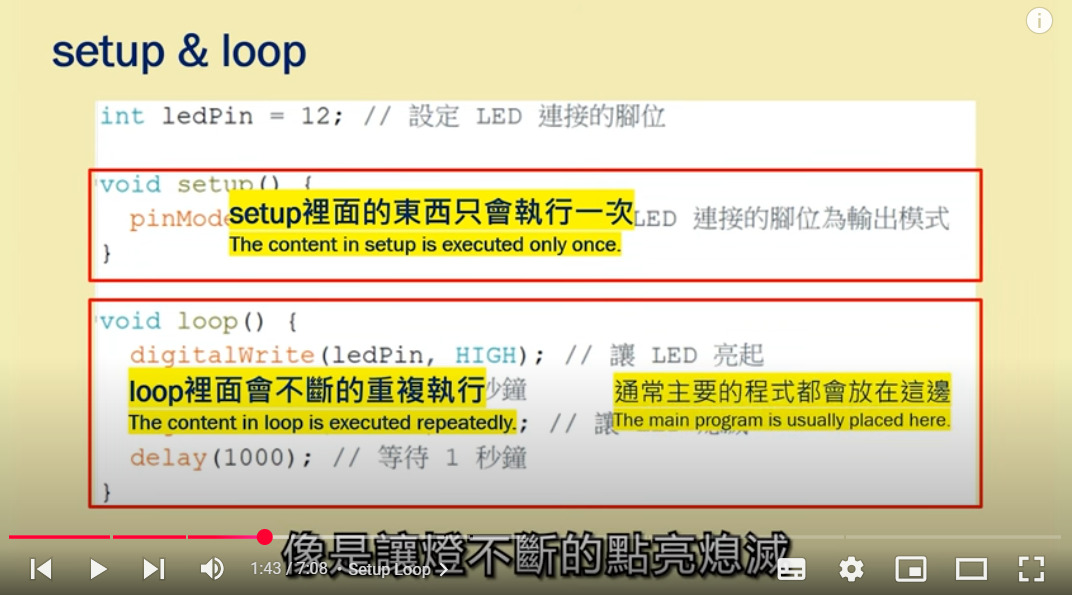 setup & loop
int ledPin = 12; // 設定 LED 連接的腳位
void setup() {
pinMode
setup裡面的東西只會執行一次
LED 連接的腳位為輸出模式
The content in setup is executed only once.
}
void loop() {
digitalWrite(ledPin, HIGH); // 讓 LED 亮起
loop裡面會不斷的重複執行
秒鐘
通常主要的程式都會放在這邊
The content in loop is executed repeatedly.
; // 讓
The main program is usually placed here.
delay(1000); // 等待 1 秒鐘
}
像是讓燈不斷的點亮熄滅
1:43 / 7:08 • Setup Loop